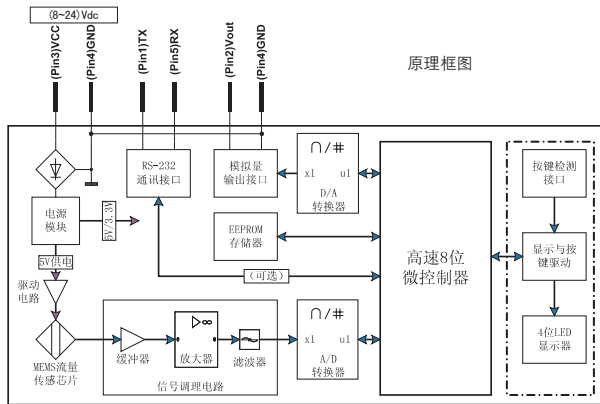 (8~24)Vdc
(Pin3)VCC
(Pin4)GND
(Pin1)TX
(Pin5)RX
(Pin2)Vout
(Pin4)GND
原理框图
RS-232
通讯接口
模拟量
输出接口
∩/#
x1 u1
D/A
转换器
按键检测
接口
电源
模块
5V/3.3V
EEPROM
存储器
高速8位
微控制器
显示与按
键驱动
5V供电
(可选)
驱动
电路
∩/#
x1 u1
A/D
转换器
4位LED
显示器
MEMS流量
传感芯片
缓冲器
▷∞
放大器
滤波器
信号调理电路